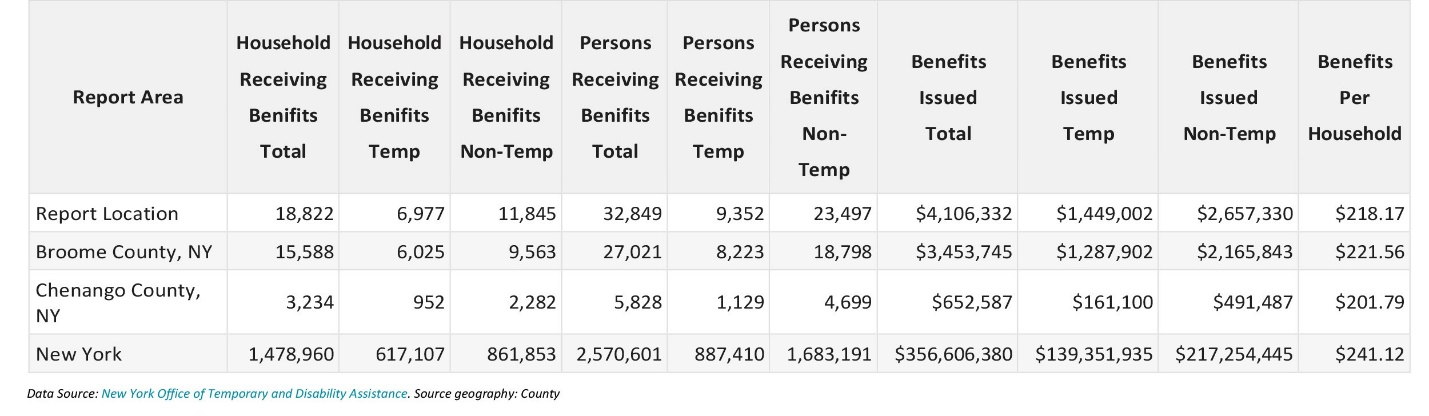 Report Area Household Receiving Benifits Total Household Receiving Benifits Temp Household Receiving Benifits Non-Temp Persons Receiving Benifits Total Persons Receiving Benifits Temp Persons Receiving Benifits Non-Temp Benefits Issued Total Benefits Issued Temp Benefits Issued Non-Temp Benefits Per Household
Report Location 18,822 6,977 11,845 32,849 9,352 23,497 $4,106,332 $1,449,002 $2,657,330 $218.17
Broome County, NY 15,588 6,025 9,563 27,021 8,223 18,798 $3,453,745 $1,287,902 $2,165,843 $221.56
Chenango County, NY 3,234 952 2,282 5,828 1,129 4,699 $652,587 $161,100 $491,487 $201.79
New York 1,478,960 617,107 861,853 2,570,601 887,410 1,683,191 $356,606,380 $139,351,935 $217,254,445 $241.12
Data Source: New York Office of Temporary and Disability Assistance. Source geography: County